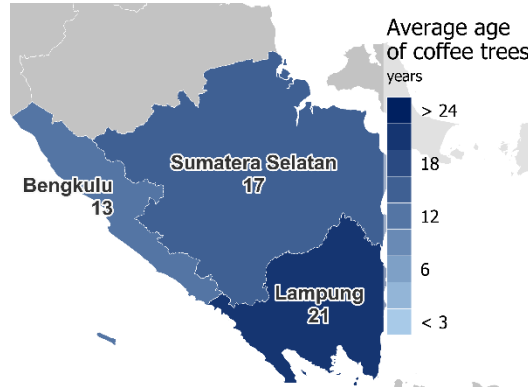 Average age
of coffee trees
years
> 24
18
12
6
< 3
Sumatera Selatan
17
Bengkulu
13
Lampung
21